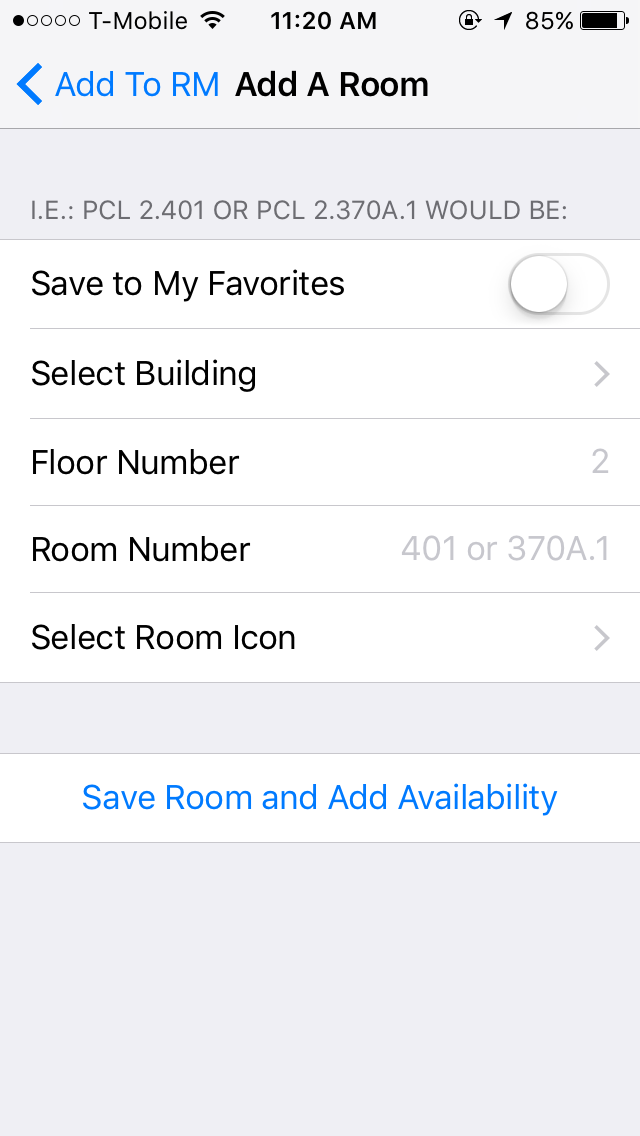 T-Mobile 11:20 AM 85%
Add To RM Add A Room
I.E.: PCL 2.401 OR PCL 2.370A.1 WOULD BE:
Save to My Favorites
Select Building
Floor Number 2
Room Number 401 or 370A.1
Select Room Icon
Save Room and Add Availability